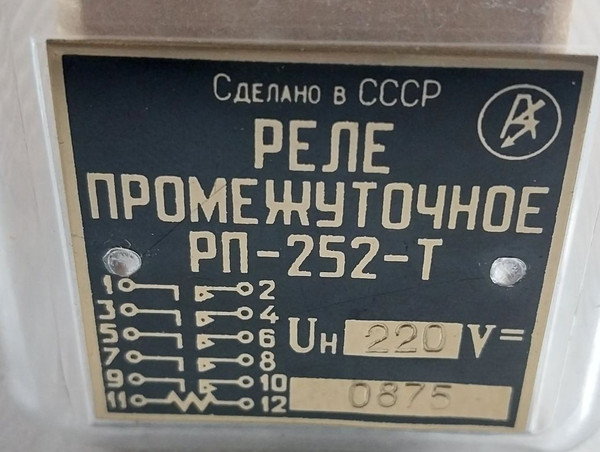 Сделано в СССР
РЕЛЕ
ПРОМЕЖУТОЧНОЕ
РП-252-Т
1 2
3 4
5 6
7 8
9 10
11 12
Uн 220 V=
0875